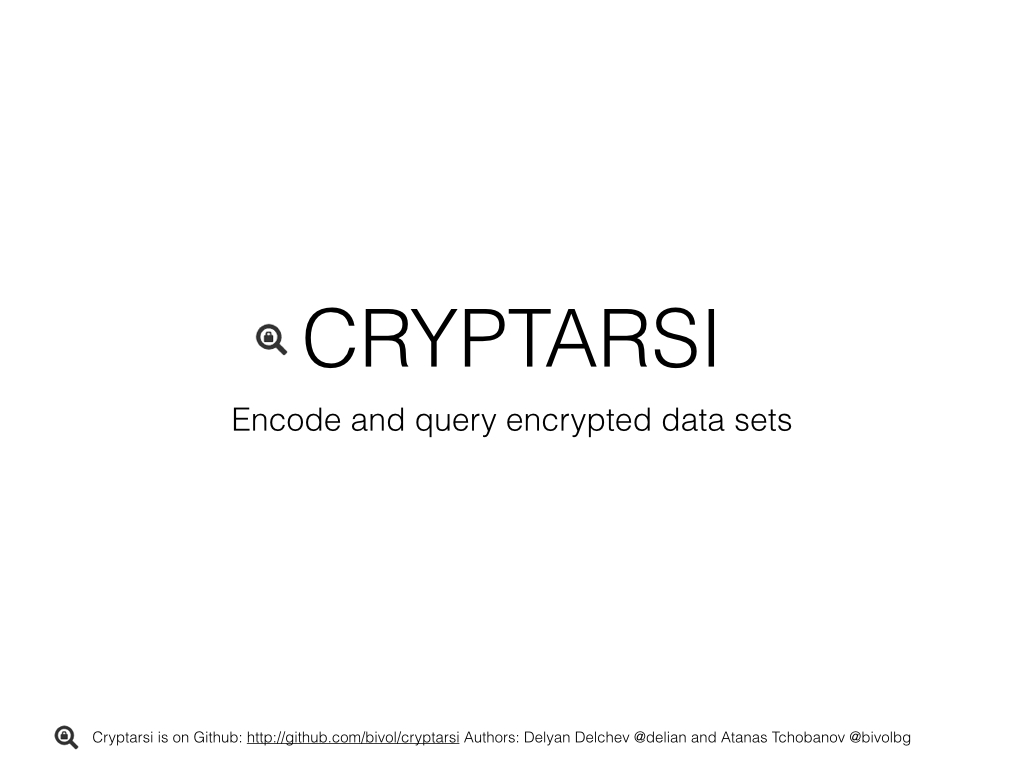 CRYPTARSI
Encode and query encrypted data sets
Cryptarsi is on Github: http://github.com/bivol/cryptarsi Authors: Delyan Delchev @delian and Atanas Tchobanov @bivolbg